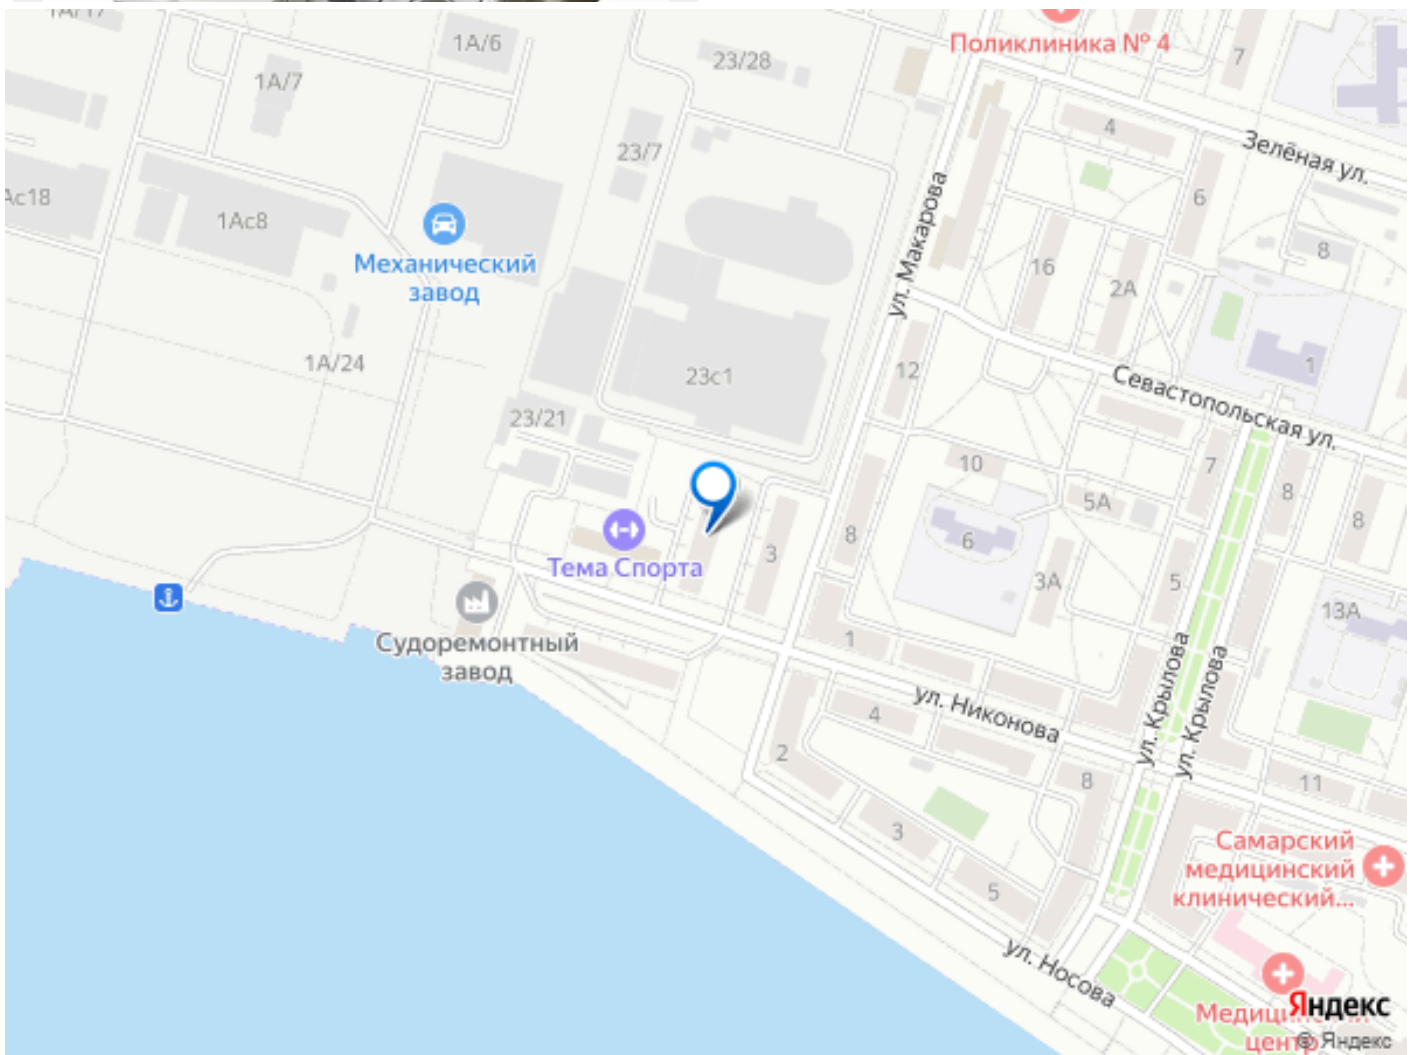 1А/17
1А/6
23/28
Поликлиника № 4
7
1А/7
4
Зелёная ул.
23/7
Ас18
1Ас8
6
ул. Макарова
8
16
2А
Механический
завод
1А/24
23с1
12
1
Севастопольская ул.
23/21
10
7
5А
8
8
8
6
3
Тема Спорта
3А
5
13А
Судоремонтный
завод
1
ул. Крылова
ул. Крылова
ул. Никонова
4
2
8
11
3
Самарский
медицинский
клинический...
5
ул. Носова
Яндекс
© Яндекс